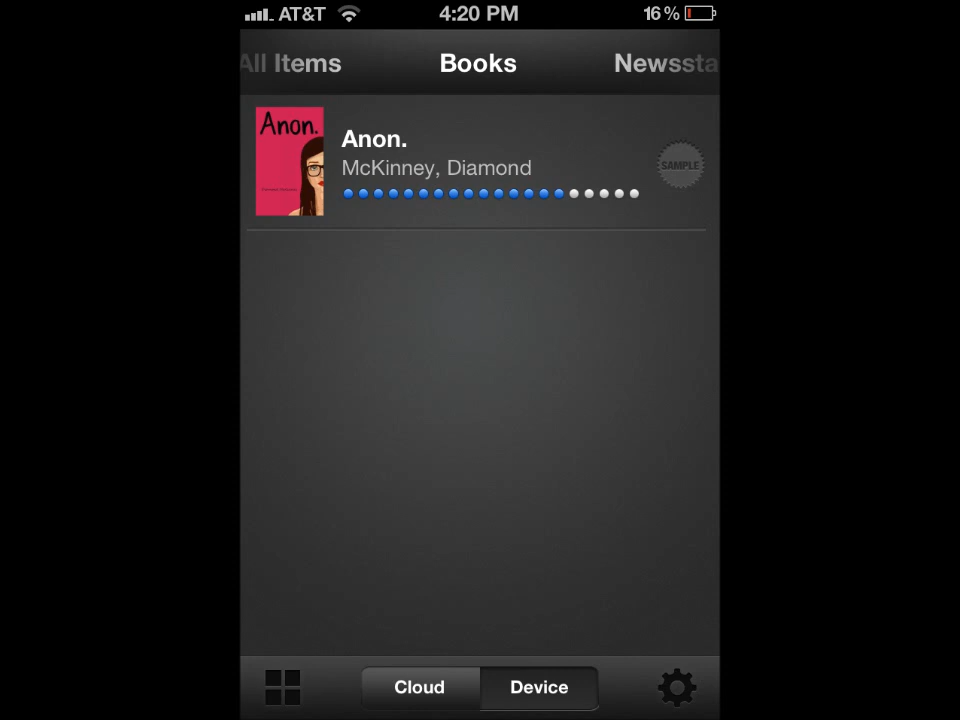 AT&T 4:20 PM 16%
All Items Books Newssta
Anon.
Anon.
McKinney, Diamond
SAMPLE
Cloud Device